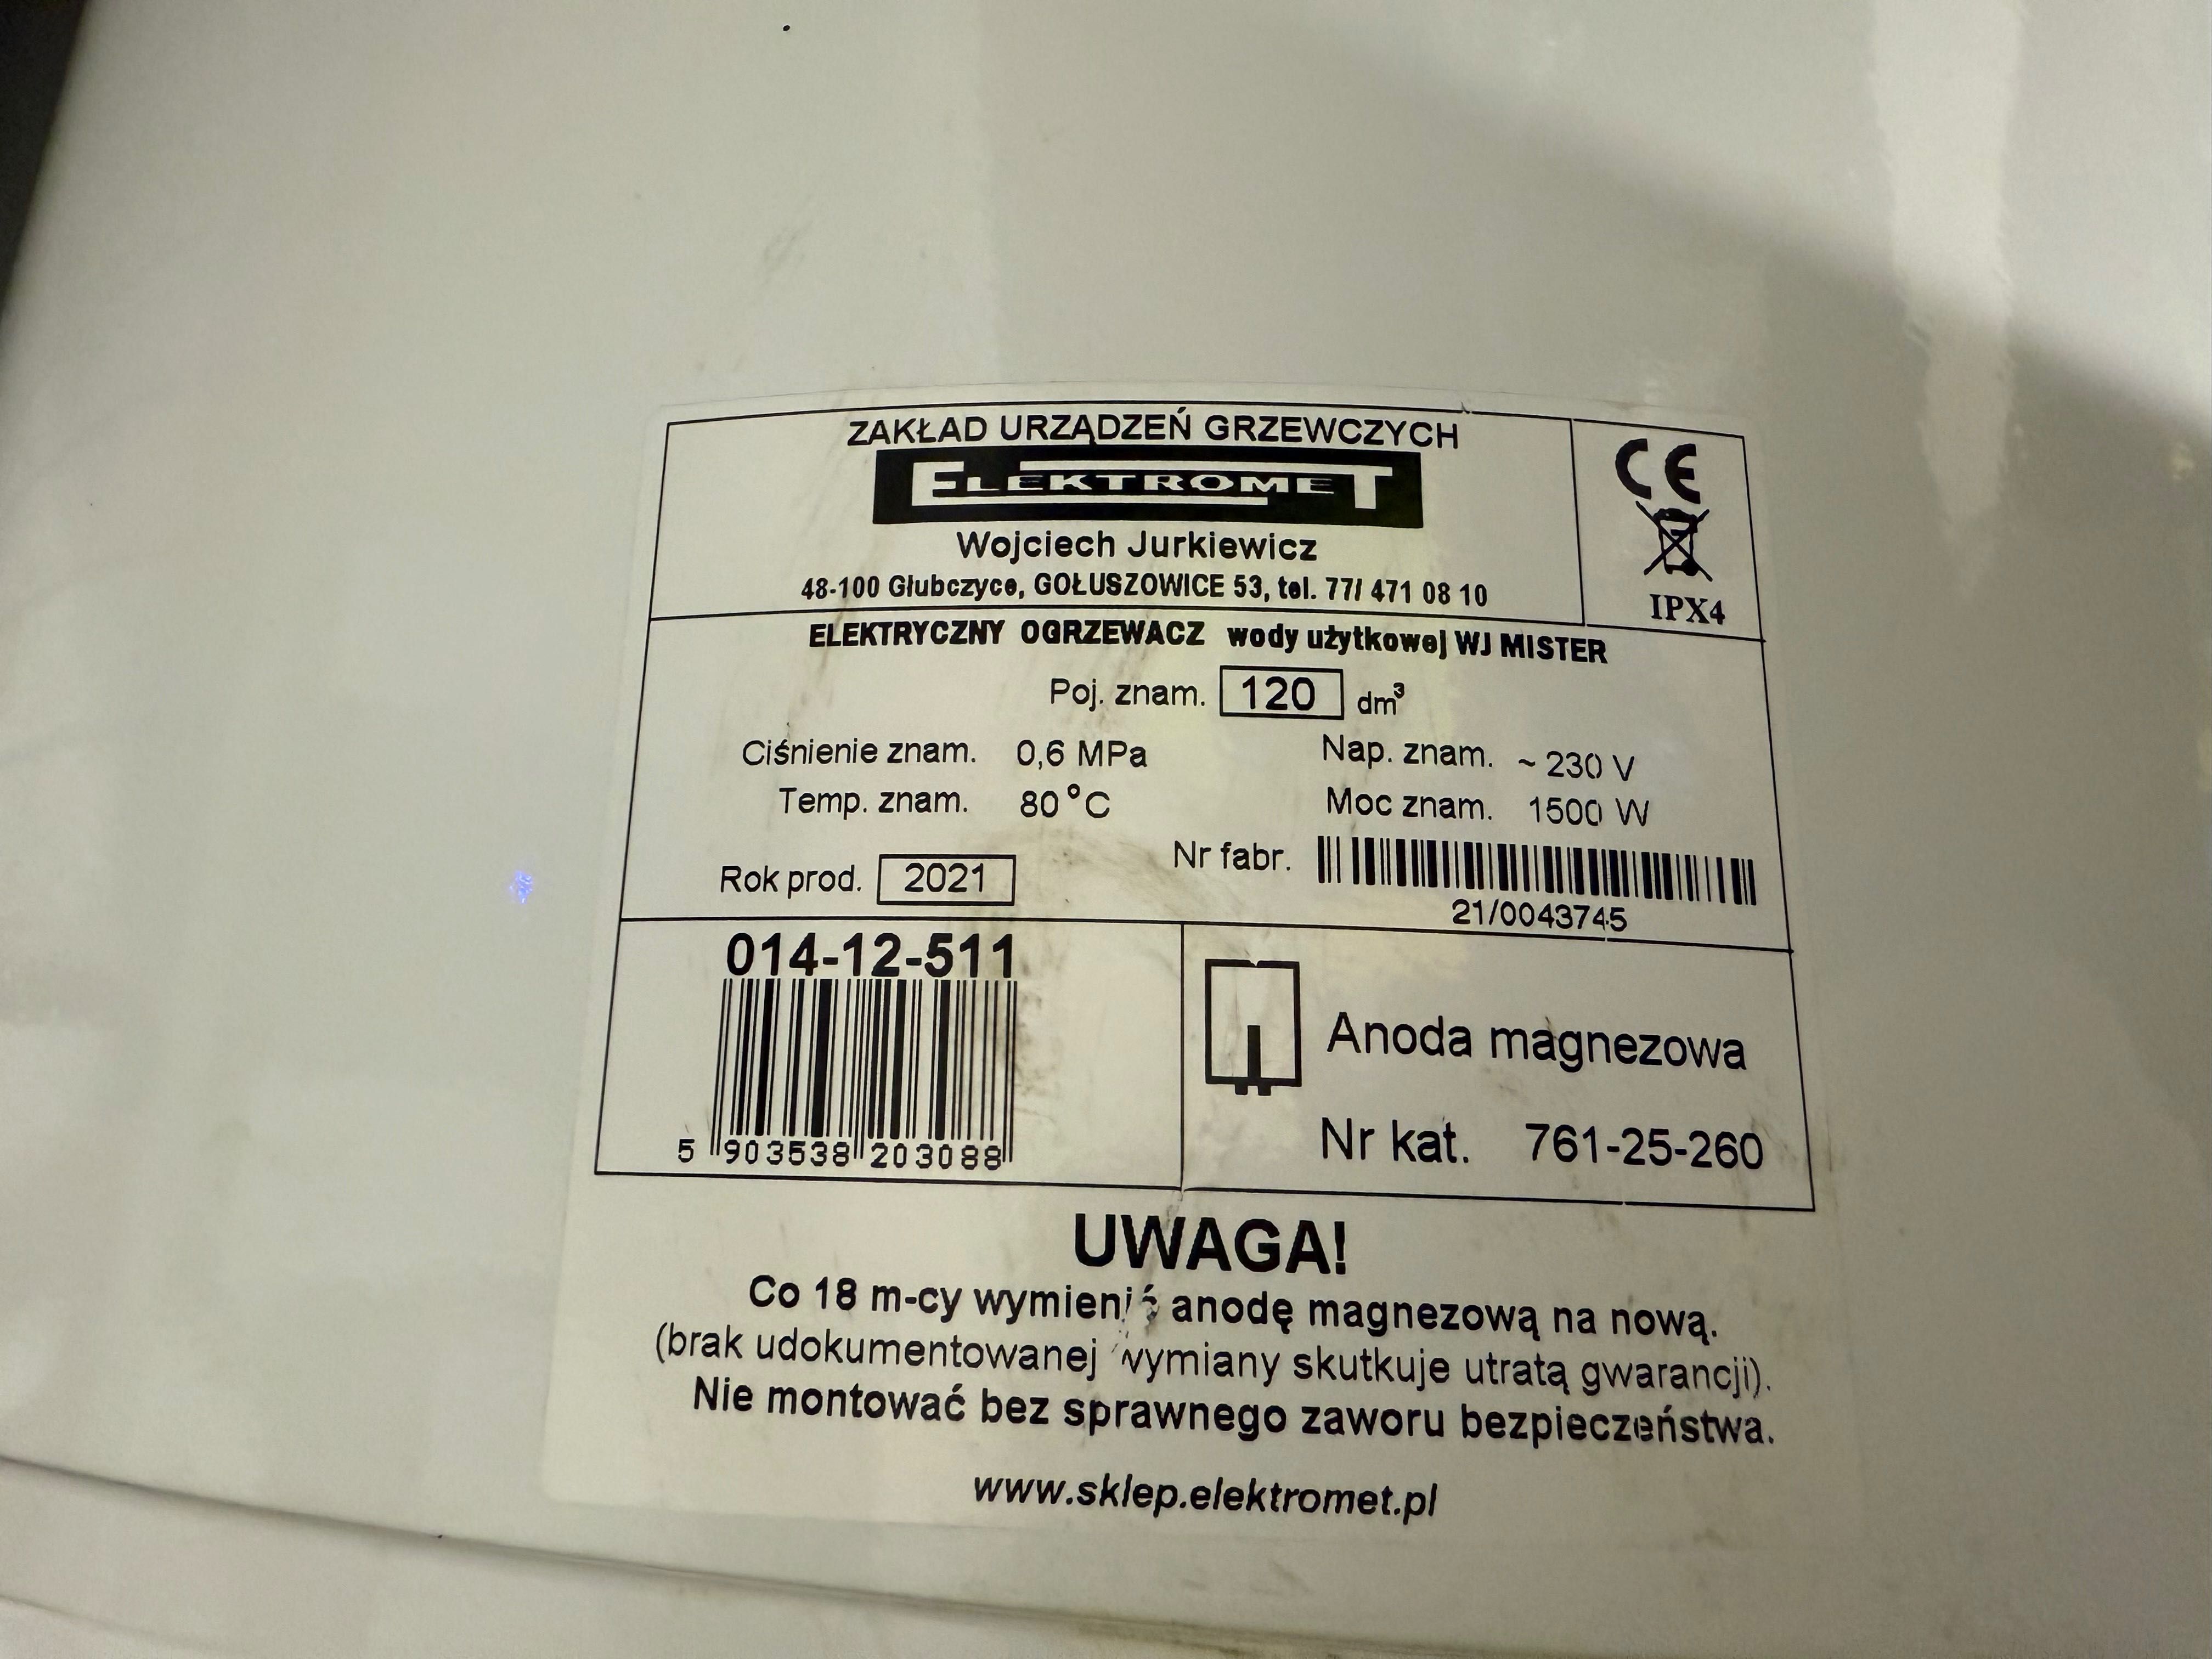 ZAKŁAD URZĄDZEŃ GRZEWCZYCH
ELEKTROMET
Wojciech Jurkiewicz
48-100 Głubczyce, GOŁUSZOWICE 53, tel. 77/ 471 08 10
CE
IPX4
ELEKTRYCZNY OGRZEWACZ wody użytkowej WJ MISTER
Poj. znam. 120 dm³
Ciśnienie znam. 0,6 MPa
Nap. znam. ~ 230 V
Temp. znam. 80°C
Moc znam. 1500 W
Rok prod. 2021
Nr fabr.
21/0043745
014-12-511
5 903538 203088
Anoda magnezowa
Nr kat. 761-25-260
UWAGA!
Co 18 m-cy wymienić anodę magnezową na nową.
(brak udokumentowanej wymiany skutkuje utratą gwarancji).
Nie montować bez sprawnego zaworu bezpieczeństwa.
www.sklep.elektromet.pl